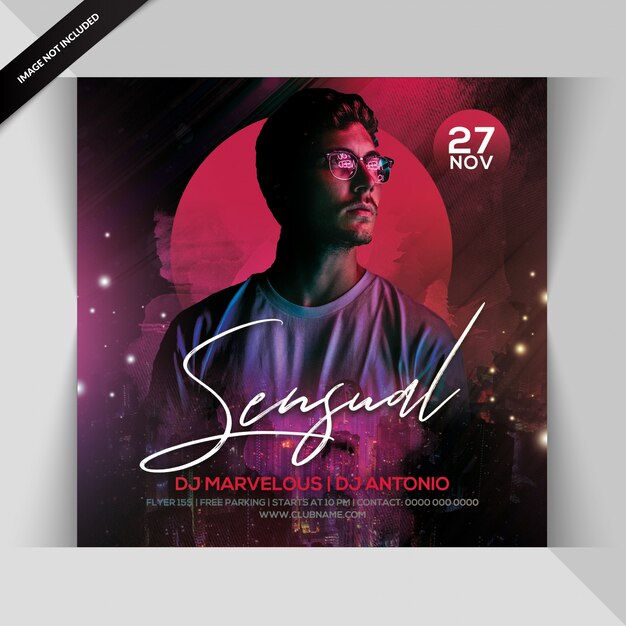 IMAGE NOT INCLUDED
27
NOV
Sensual
DJ MARVELOUS | DJ ANTONIO
FLYER 15$ | FREE PARKING | STARTS AT 10 PM | CONTACT: 0000 000 0000
WWW.CLUBNAME.COM